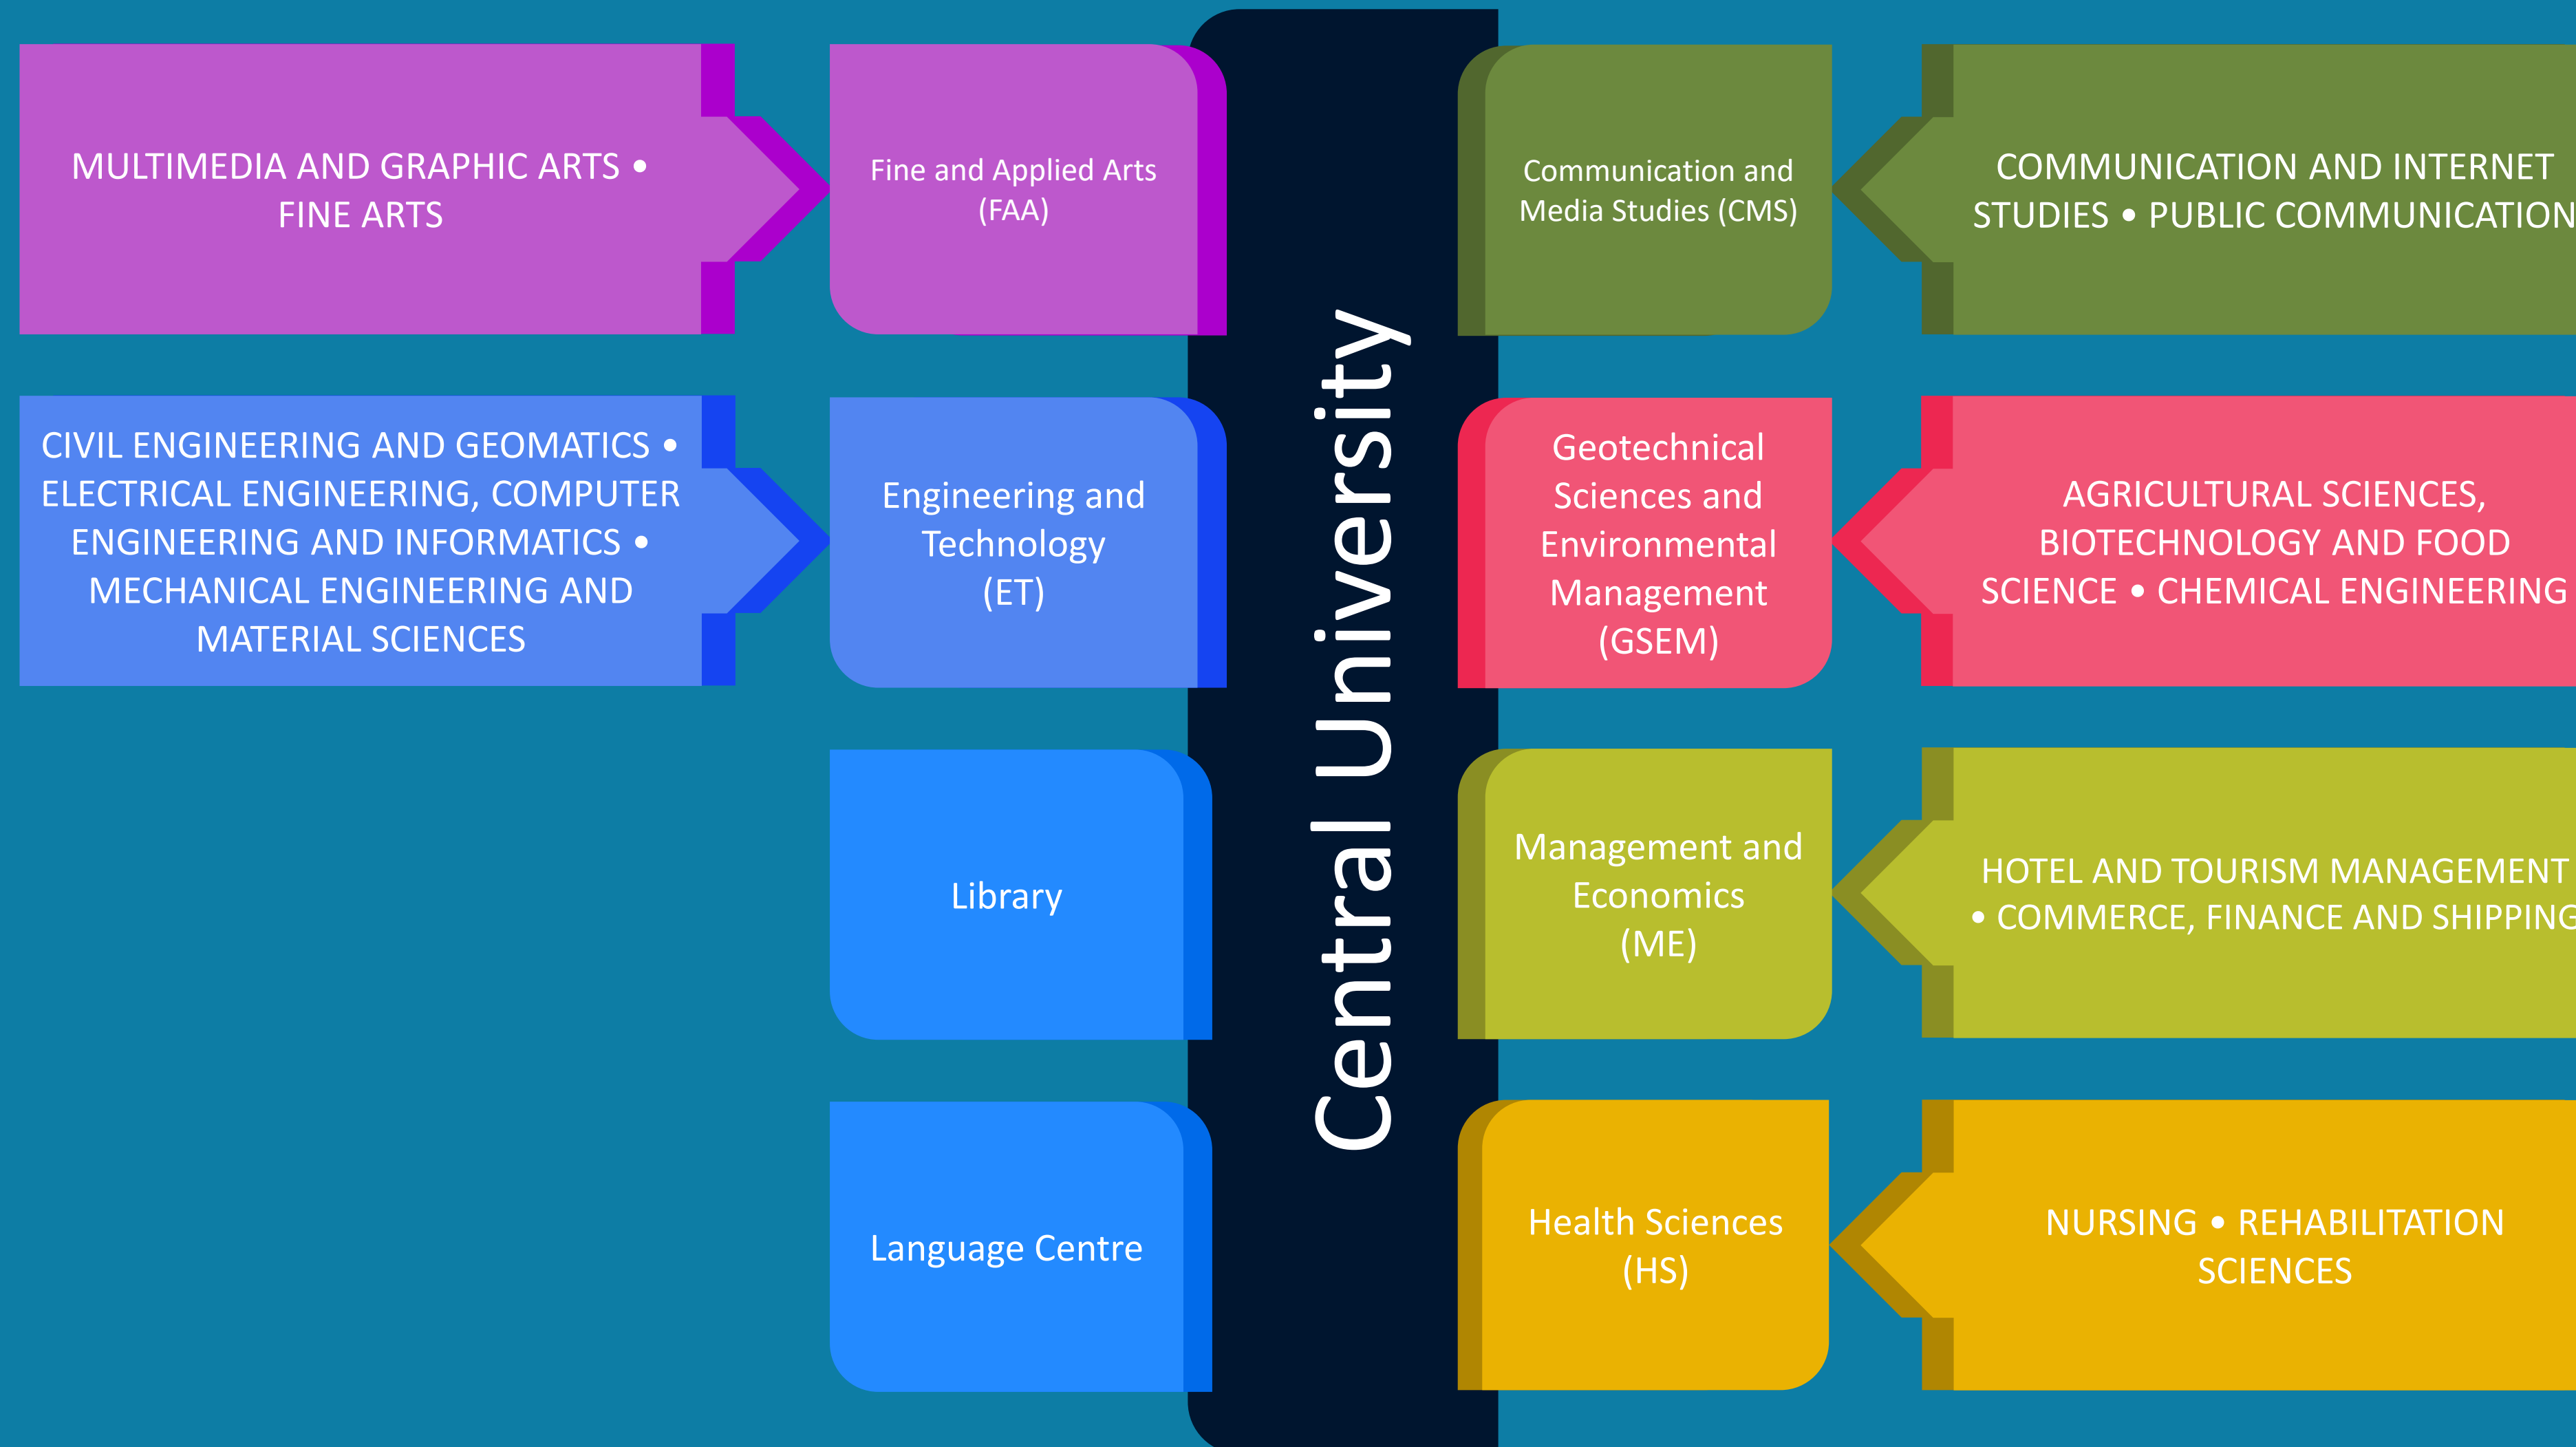 MULTIMEDIA AND GRAPHIC ARTS •
FINE ARTS
Fine and Applied Arts
(FAA)
CIVIL ENGINEERING AND GEOMATICS •
ELECTRICAL ENGINEERING, COMPUTER
ENGINEERING AND INFORMATICS •
MECHANICAL ENGINEERING AND
MATERIAL SCIENCES
Engineering and
Technology
(ET)
Library
Language Centre
Central University
Communication and
Media Studies (CMS)
COMMUNICATION AND INTERNET
STUDIES • PUBLIC COMMUNICATION
Geotechnical
Sciences and
Environmental
Management
(GSEM)
AGRICULTURAL SCIENCES,
BIOTECHNOLOGY AND FOOD
SCIENCE • CHEMICAL ENGINEERING
Management and
Economics
(ME)
HOTEL AND TOURISM MANAGEMENT
• COMMERCE, FINANCE AND SHIPPING
Health Sciences
(HS)
NURSING • REHABILITATION
SCIENCES